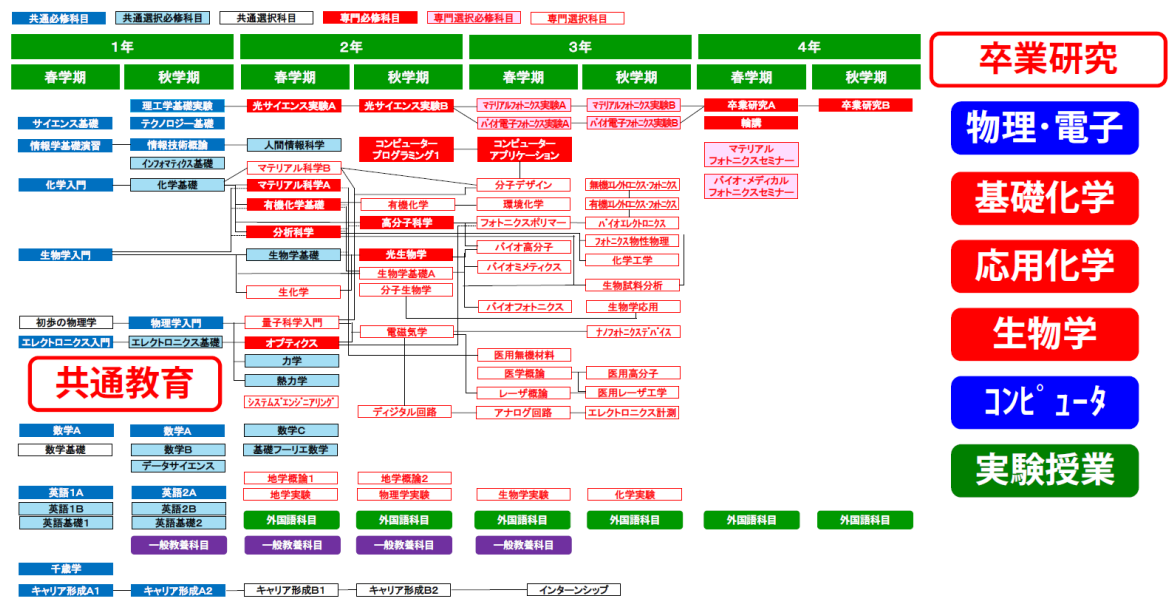 共通必修科目 共通選択必修科目 共通選択科目 専門必修科目 専門選択必修科目 専門選択科目
1年 2年 3年 4年
春学期 秋学期 春学期 秋学期 春学期 秋学期 春学期 秋学期
理工学基礎実験 光サイエンス実験A 光サイエンス実験B マテリアルフォトニクス実験A マテリアルフォトニクス実験B 卒業研究A 卒業研究B
サイエンス基礎 テクノロジー基礎 バイオ電子フォトニクス実験A バイオ電子フォトニクス実験B 輪講
情報学基礎演習 情報技術概論 人間情報科学 コンピューター
プログラミング1 コンピューター
アプリケーション マテリアル
フォトニクスセミナー
インフォマティクス基礎 マテリアル科学B
化学入門 化学基礎 マテリアル科学A 分子デザイン 無機エレクトロニクス・フォトニクス バイオ・メディカル
フォトニクスセミナー
有機化学基礎 有機化学 環境化学 有機エレクトロニクス・フォトニクス
分析科学 高分子科学 フォトニクスポリマー バイオエレクトロニクス
フォトニクス物性物理
生物学入門 生物学基礎 光生物学 バイオ高分子 化学工学
生物学基礎A バイオミメティクス
生化学 分子生物学 生物試料分析
バイオフォトニクス 生物学応用
初歩の物理学 物理学入門 量子科学入門 電磁気学 ナノフォトニクスデバイス
エレクトロニクス入門 エレクトロニクス基礎 オプティクス
力学 医用無機材料
熱力学 医学概論 医用高分子
システムズエンジニアリング レーザ概論 医用レーザ工学
ディジタル回路 アナログ回路 エレクトロニクス計測
共通教育
数学A 数学A 数学C
数学基礎 数学B 基礎フーリエ数学
データサイエンス
地学概論1 地学概論2
英語1A 英語2A 地学実験 物理学実験 生物学実験 化学実験
英語1B 英語2B
英語基礎1 英語基礎2 外国語科目 外国語科目 外国語科目 外国語科目 外国語科目 外国語科目
一般教養科目 一般教養科目 一般教養科目 一般教養科目
千歳学
キャリア形成A1 キャリア形成A2 キャリア形成B1 キャリア形成B2 インターンシップ
卒業研究
物理・電子
基礎化学
応用化学
生物学
コンピュータ
実験授業